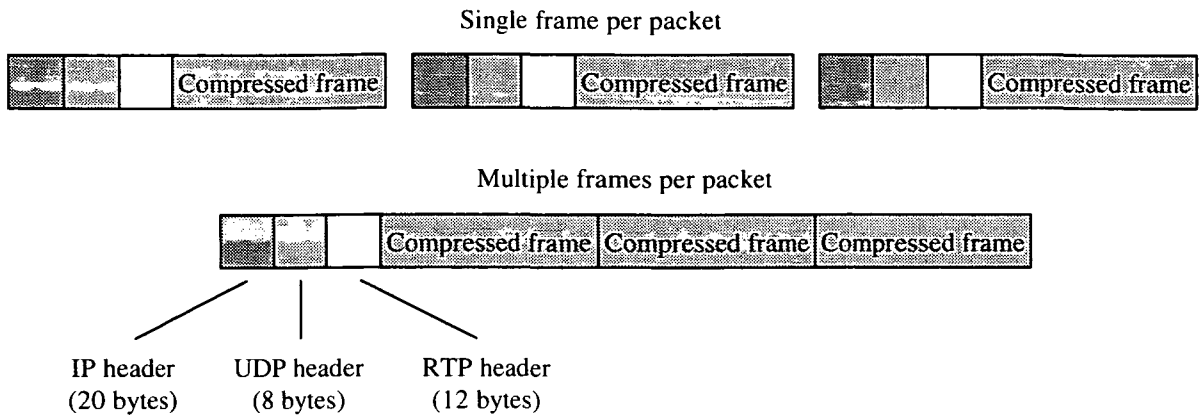 Single frame per packet
Compressed frame Compressed frame Compressed frame
Multiple frames per packet
Compressed frame Compressed frame Compressed frame
IP header UDP header RTP header
(20 bytes) (8 bytes) (12 bytes)